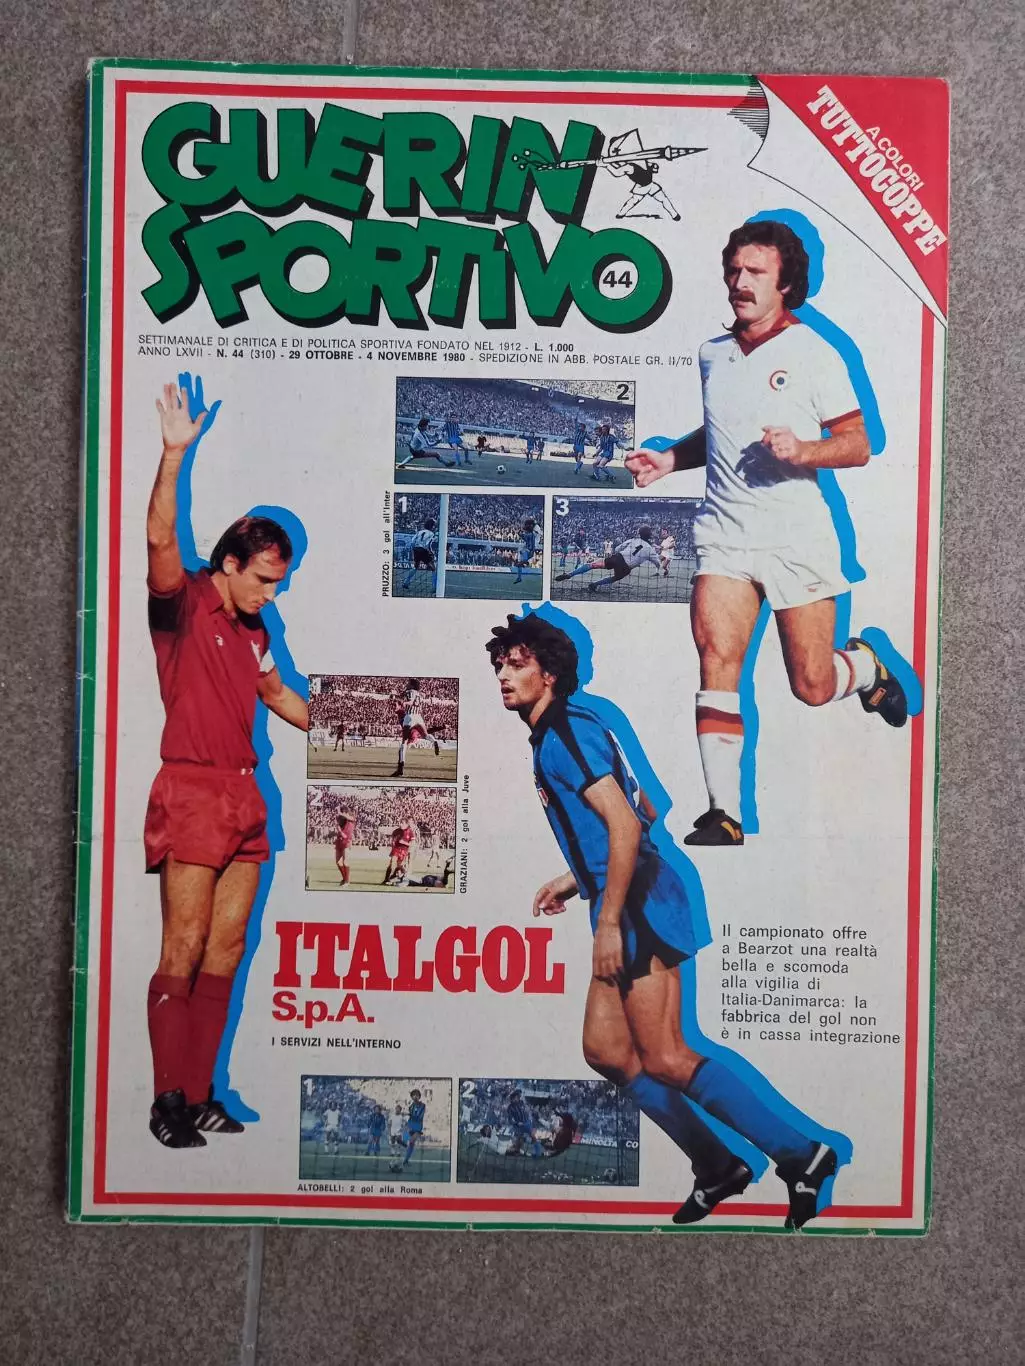 GUERIN
SPORTIVO
44
A COLORI
TUTTOCOPPE
SETTIMANALE DI CRITICA E DI POLITICA SPORTIVA FONDATO NEL 1912 - L. 1.000
ANNO LXVII - N. 44 (310) - 29 OTTOBRE - 4 NOVEMBRE 1980 - SPEDIZIONE IN ABB. POSTALE GR. II/70
2
1
3
PRUZZO: 3 gol all'Inter
1
2
GRAZIANI: 2 gol alla Juve
ITALGOL
S.p.A.
I SERVIZI NELL'INTERNO
Il campionato offre
a Bearzot una realtà
bella e scomoda
alla vigilia di
Italia-Danimarca: la
fabbrica del gol non
è in cassa integrazione
1
2
MINOLTA CO
ALTOBELLI: 2 gol alla Roma